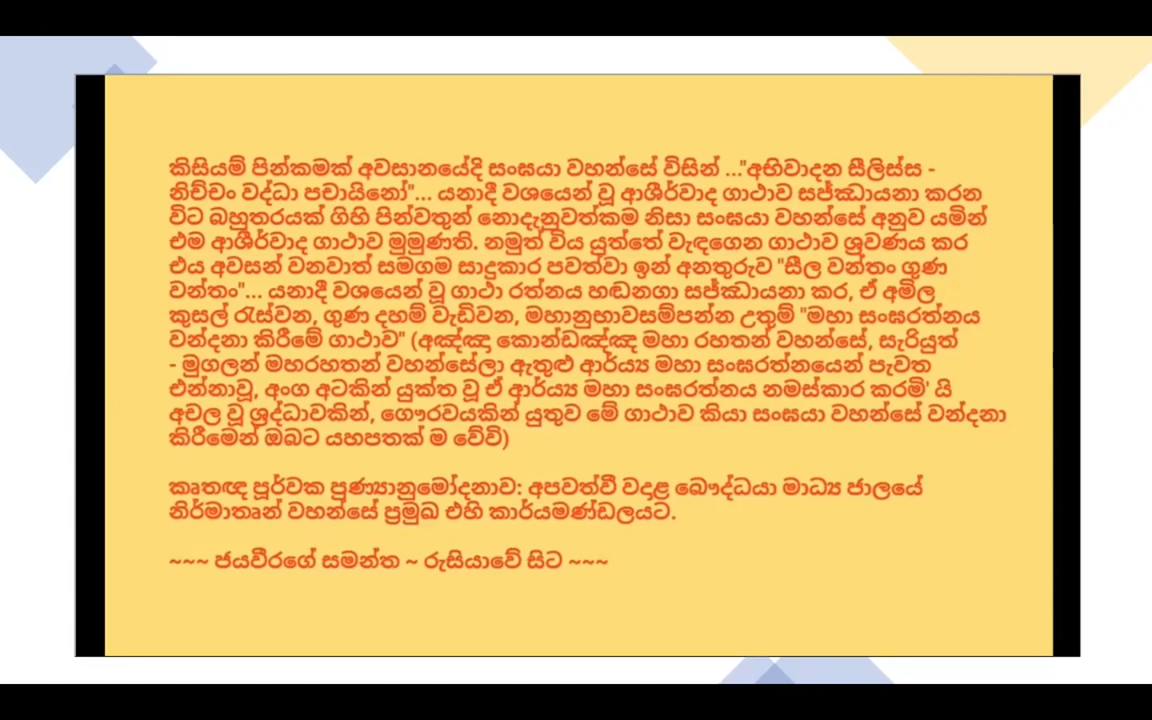 කිසියම් පින්කමක් අවසානයේදි සංඝයා වහන්සේ විසින් ..."අභිවාදන සීලිස්ස -
නිච්චං වද්ධා පචායිනෝ"... යනාදී වශයෙන් වූ ආශීර්වාද ගාථාව සජ්ඣායනා කරන
විට බහුතරයක් ගිහි පින්වතුන් නොදැනුවත්කම නිසා සංඝයා වහන්සේ අනුව යමින්
එම ආශීර්වාද ගාථාව මුමුණති. නමුත් විය යුත්තේ වැඳගෙන ගාථාව ශ්‍රවණය කර
එය අවසන් වනවාත් සමගම සාදුකාර පවත්වා ඉන් අනතුරුව "සීල වන්තං ගුණ
වන්තං"... යනාදී වශයෙන් වූ ගාථා රත්නය හඬනගා සජ්ඣායනා කර, ඒ අමිල
කුසල් රැස්වන, ගුණ දහම් වැඩිවන, මහානුභාවසම්පන්න උතුම් "මහා සංඝරත්නය
වන්දනා කිරීමේ ගාථාව" (අඤ්ඤා කොන්ඩඤ්ඤ මහා රහතන් වහන්සේ, සැරියුත්
- මුගලන් මහරහතන් වහන්සේලා ඇතුළු ආර්ය්‍ය මහා සංඝරත්නයෙන් පැවත
එන්නාවූ, අංග අටකින් යුක්ත වූ ඒ ආර්ය්‍ය මහා සංඝරත්නය නමස්කාර කරමි' යි
අචල වූ ශ්‍රද්ධාවකින්, ගෞරවයකින් යුතුව මේ ගාථාව කියා සංඝයා වහන්සේ වන්දනා
කිරීමෙන් ඔබට යහපතක් ම වේවි)
කෘතඥ පූර්වක පුණ්‍යානුමෝදනාව: අපවත්වී වදාළ බෞද්ධයා මාධ්‍ය ජාලයේ
නිර්මාතෘන් වහන්සේ ප්‍රමුඛ එහි කාර්යමණ්ඩලයට.
~~~ ජයවීරගේ සමන්ත ~ රුසියාවේ සිට ~~~